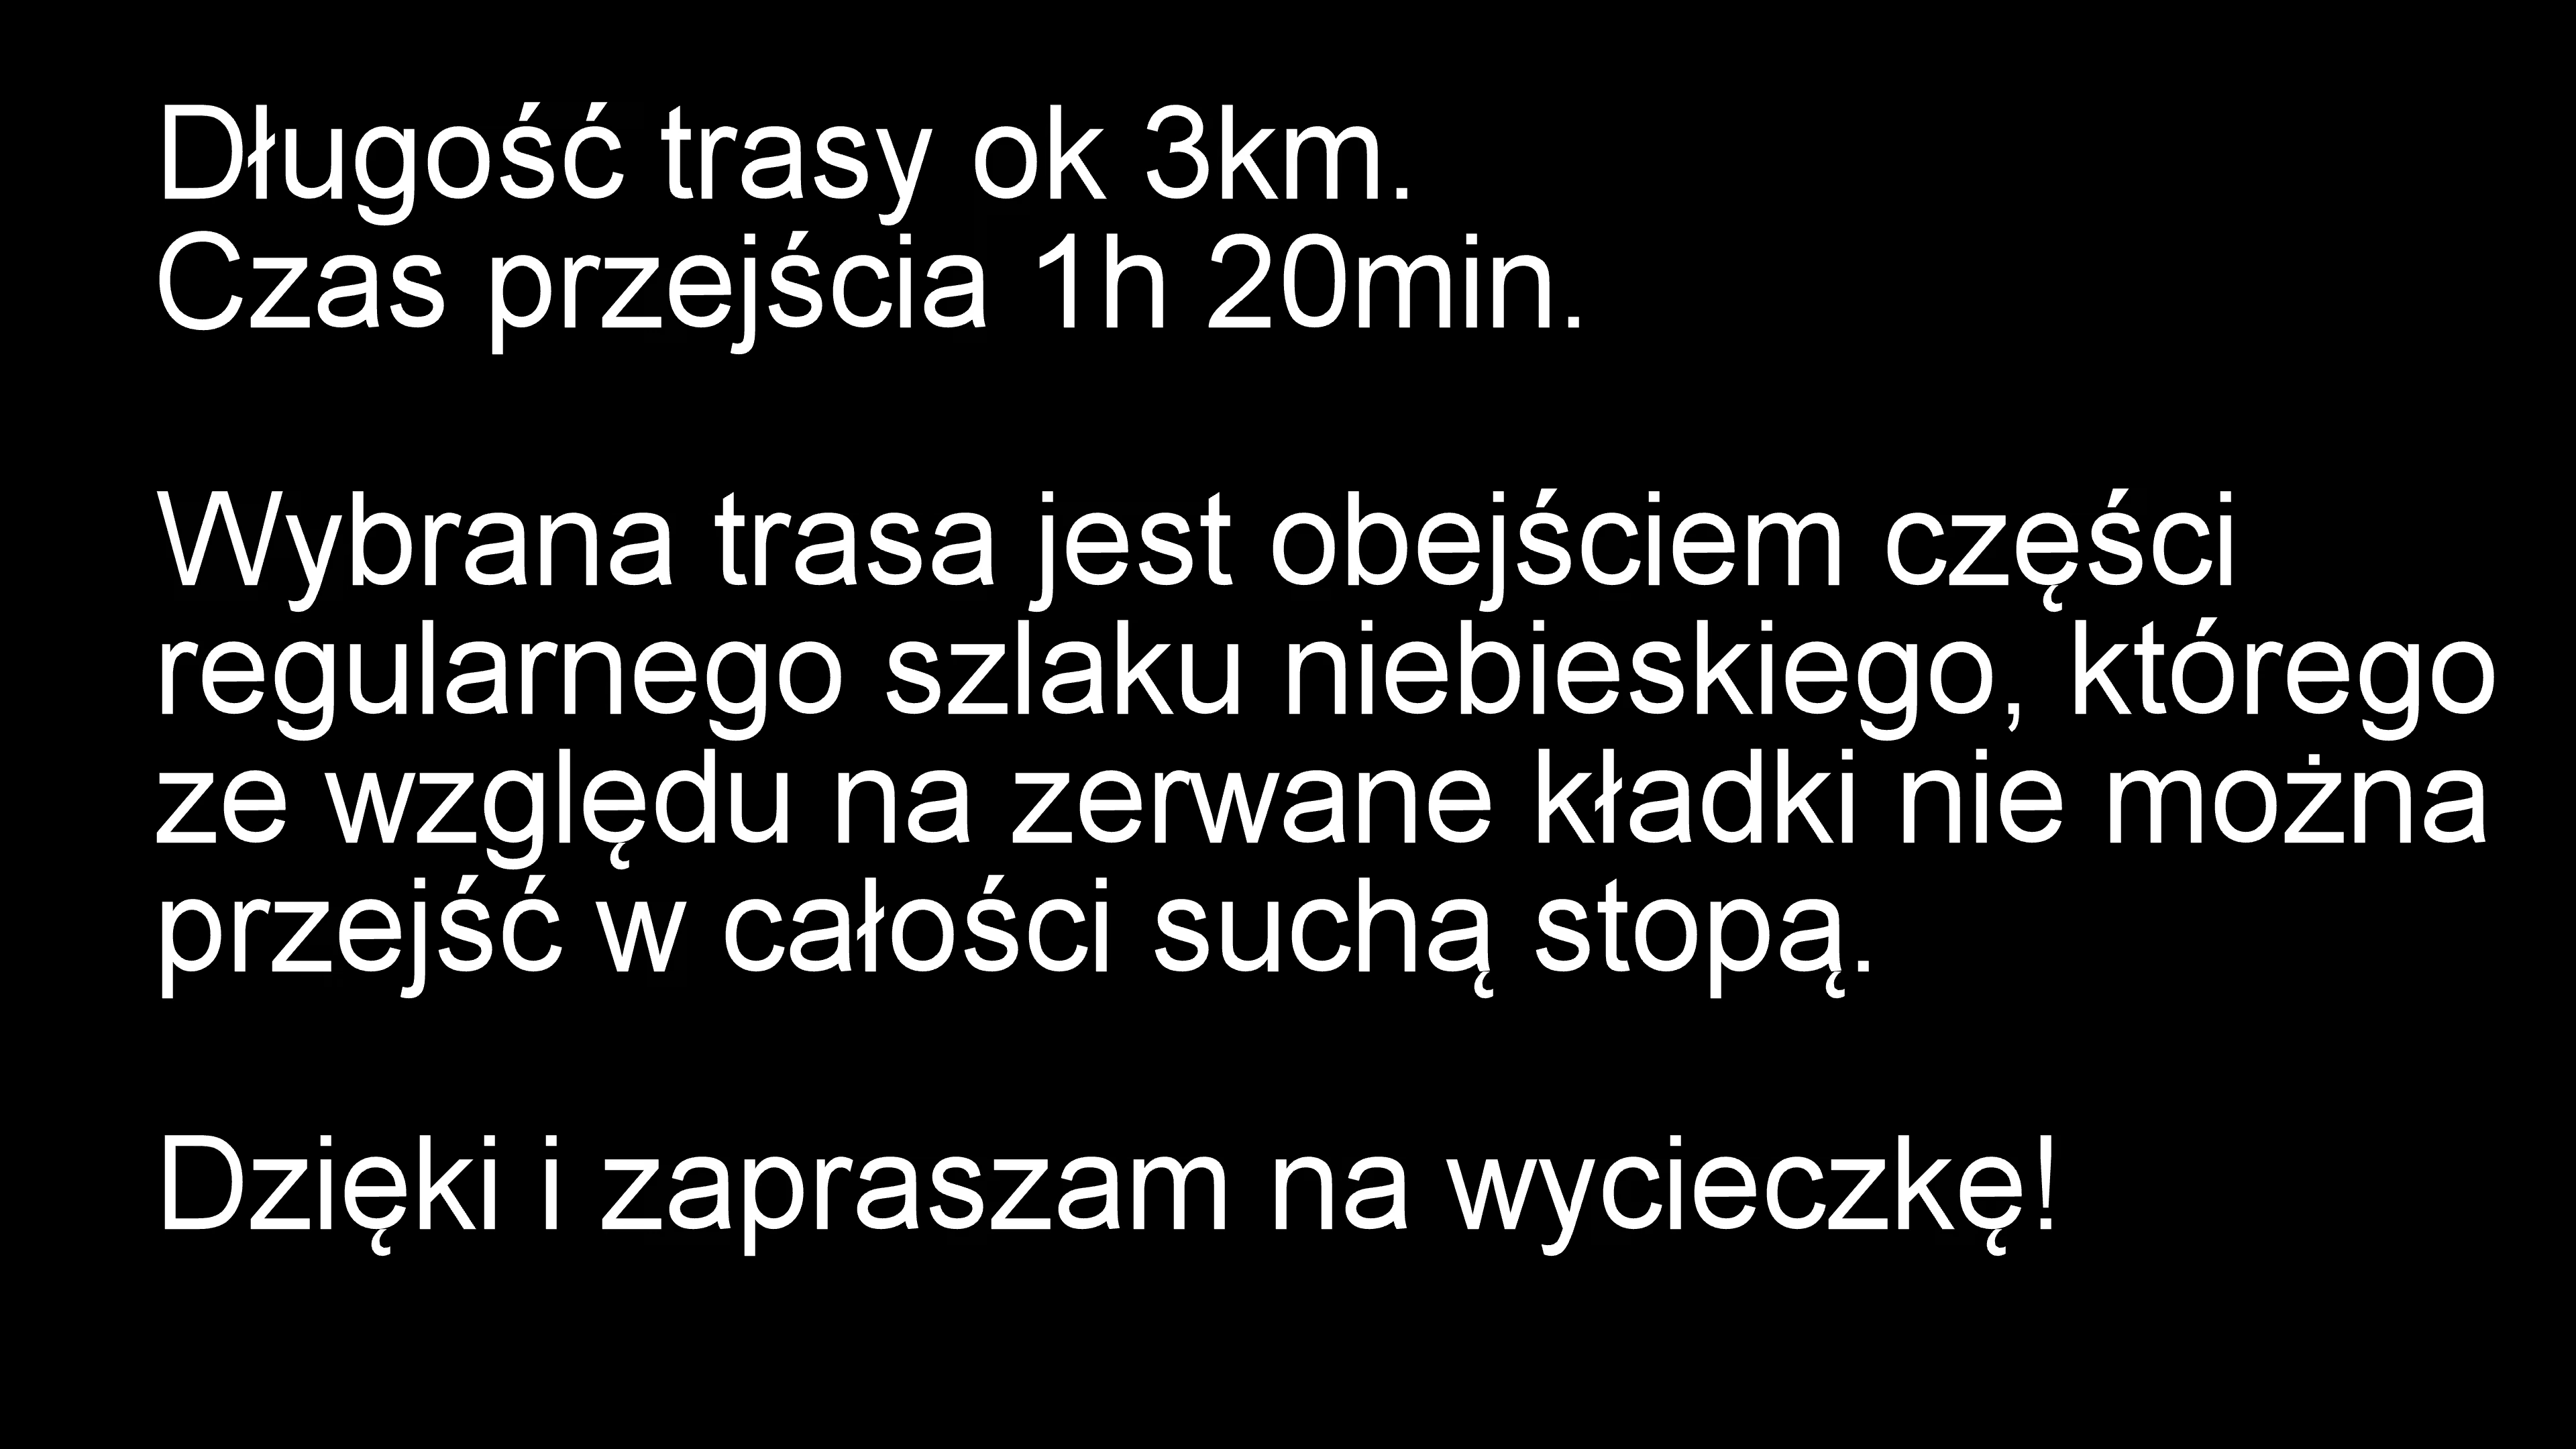 Długość trasy ok 3km.
Czas przejścia 1h 20min.
Wybrana trasa jest obejściem części
regularnego szlaku niebieskiego, którego
ze względu na zerwane kładki nie można
przejść w całości suchą stopą.
Dzięki i zapraszam na wycieczkę!